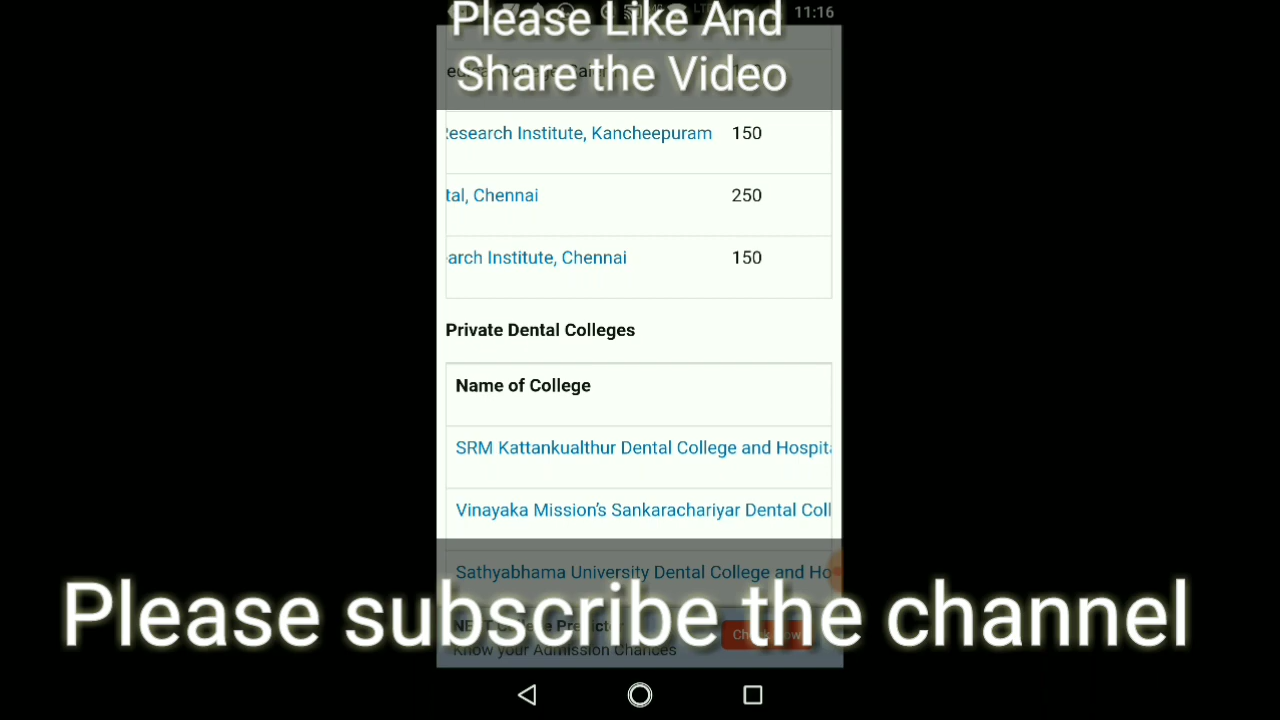 Please Like And
11:16
Share the Video
Research Institute, Kancheepuram 150
tal, Chennai 250
arch Institute, Chennai 150
Private Dental Colleges
Name of College
SRM Kattankualthur Dental College and Hospit
Vinayaka Mission's Sankarachariyar Dental Coll
Sathyabhama University Dental College and Ho
Please subscribe the channel
Know your Admission Chances